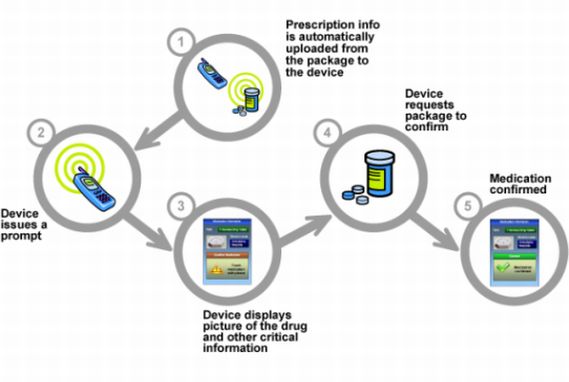 1
Prescription info
is automatically
uploaded from
the package to
the device
2
Device
issues a
prompt
3
Device displays
picture of the drug
and other critical
information
4
Device
requests
package to
confirm
5
Medication
confirmed